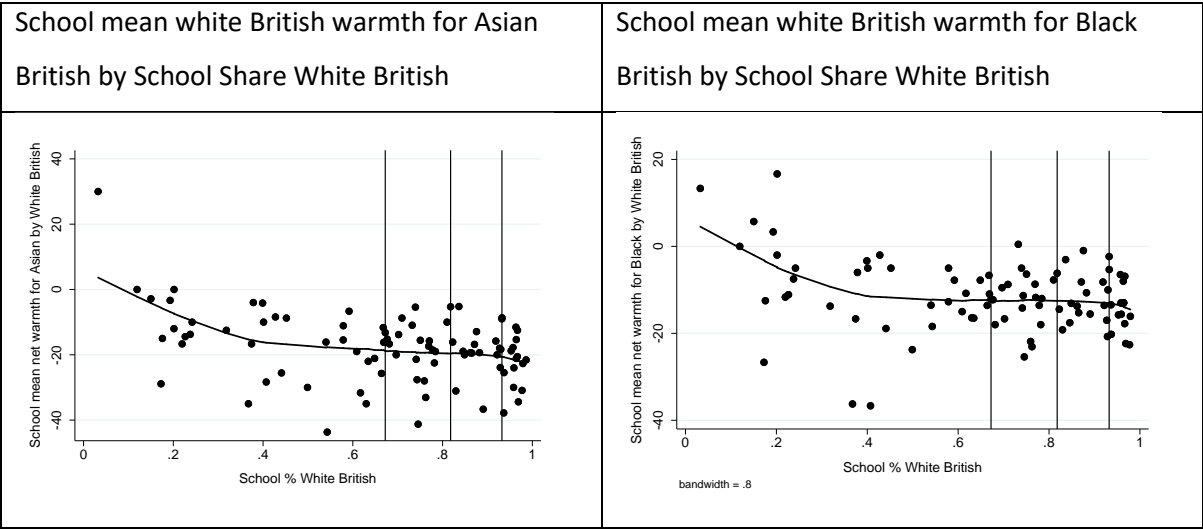 School mean white British warmth for Asian
British by School Share White British
School mean white British warmth for Black
British by School Share White British
School mean net warmth for Asian by White British
40
20
0
-20
-40
0
.2
.4
.6
.8
1
School % White British
School mean net warmth for Black by White British
20
0
-20
-40
0
.2
.4
.6
.8
1
School % White British
bandwidth = .8